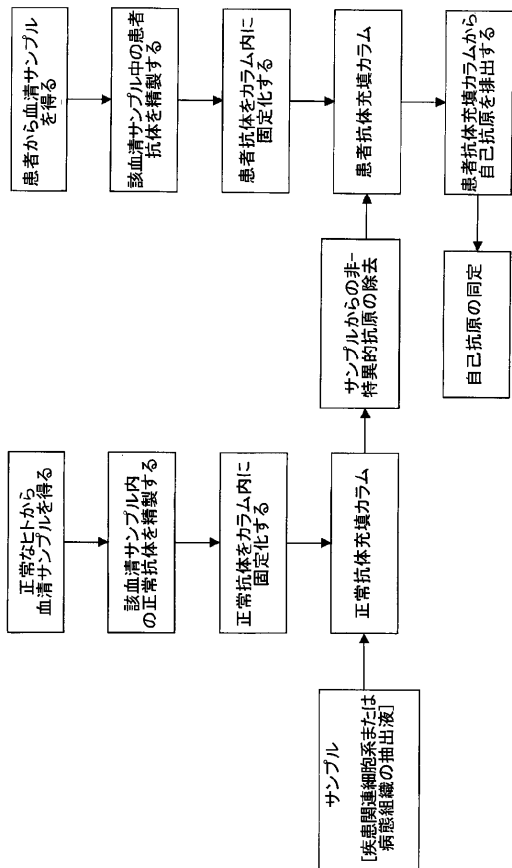 正常なヒトから
血清サンプルを得る
該血清サンプル内
の正常抗体を精製する
正常抗体をカラム内に
固定化する
サンプル
[疾患関連細胞系または
病態組織の抽出液]
正常抗体充填カラム
サンプルからの非-
特異的抗原の除去
患者から血清サンプル
を得る
該血清サンプル中の患者
抗体を精製する
患者抗体をカラム内に
固定化する
患者抗体充填カラム
患者抗体充填カラムから
自己抗原を排出する
自己抗原の同定